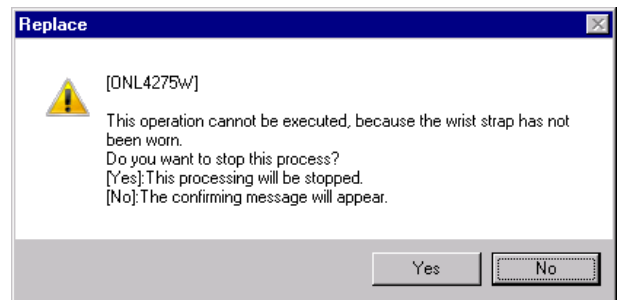 Replace
[ONL4275W]
This operation cannot be executed, because the wrist strap has not
been worn.
Do you want to stop this process?
[Yes]:This processing will be stopped.
[No]:The confirming message will appear.
Yes
No